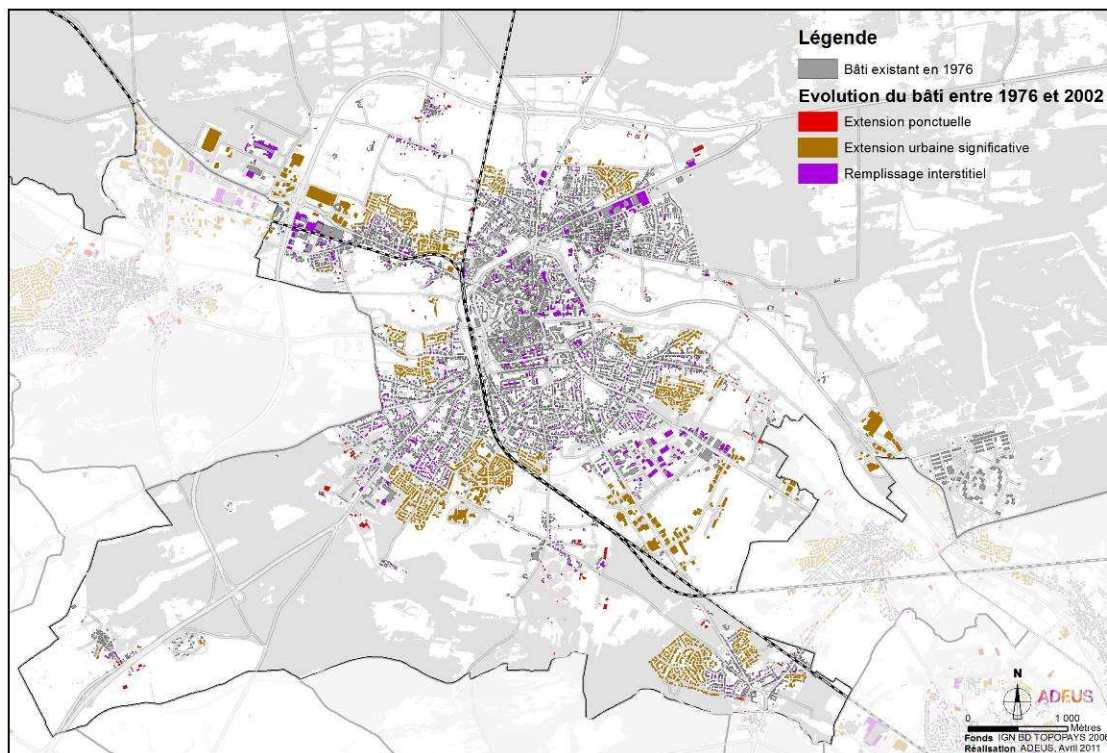 Légende
Bâti existant en 1976
Evolution du bâti entre 1976 et 2002
Extension ponctuelle
Extension urbaine significative
Remplissage interstitiel
N
ADEUS
0 1 000
Mètres
Fonds IGN BD TOPOPAYS 2006
Réalisation ADEUS, Avril 2011